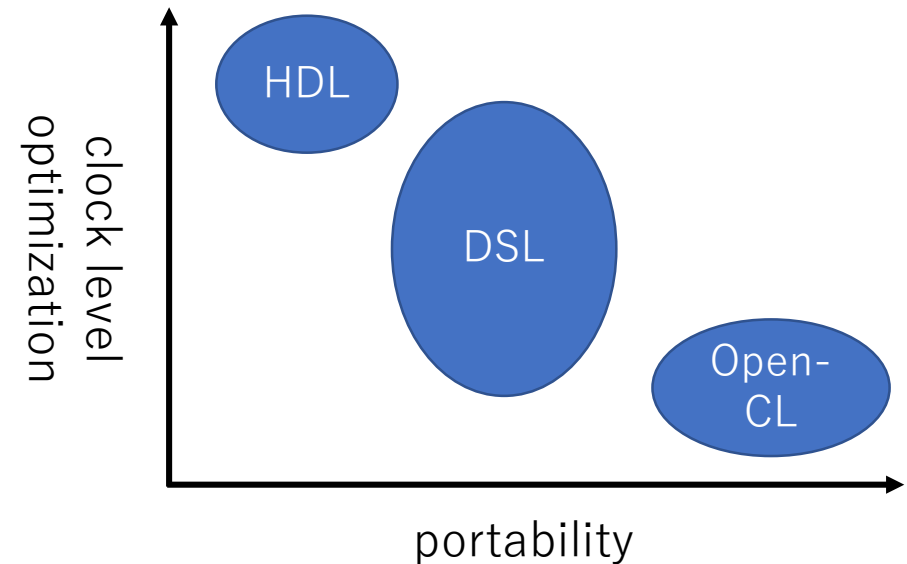 HDL
clock level
optimization
DSL
Open-
CL
portability